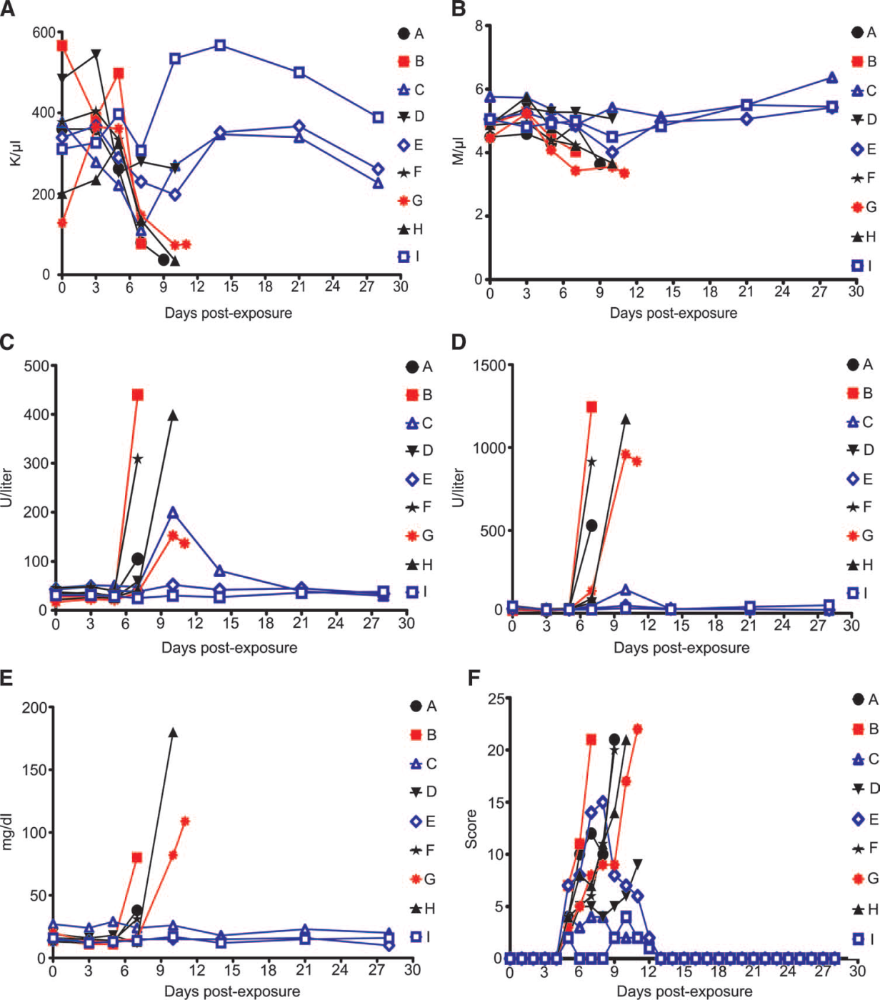 A
B
600
400
200
0
K/µl
0 3 6 9 12 15 18 21 24 27 30
Days post-exposure
A
B
C
D
E
F
G
H
I
8
6
4
2
0
M/µl
0 3 6 9 12 15 18 21 24 27 30
Days post-exposure
A
B
C
D
E
F
G
H
I
C
D
500
400
300
200
100
0
U/liter
0 3 6 9 12 15 18 21 24 27 30
Days post-exposure
A
B
C
D
E
F
G
H
I
1500
1000
500
0
U/liter
0 3 6 9 12 15 18 21 24 27 30
Days post-exposure
A
B
C
D
E
F
G
H
I
E
F
200
150
100
50
0
mg/dl
0 3 6 9 12 15 18 21 24 27 30
Days post-exposure
A
B
C
D
E
F
G
H
I
25
20
15
10
5
0
Score
0 3 6 9 12 15 18 21 24 27 30
Days post-exposure
A
B
C
D
E
F
G
H
I